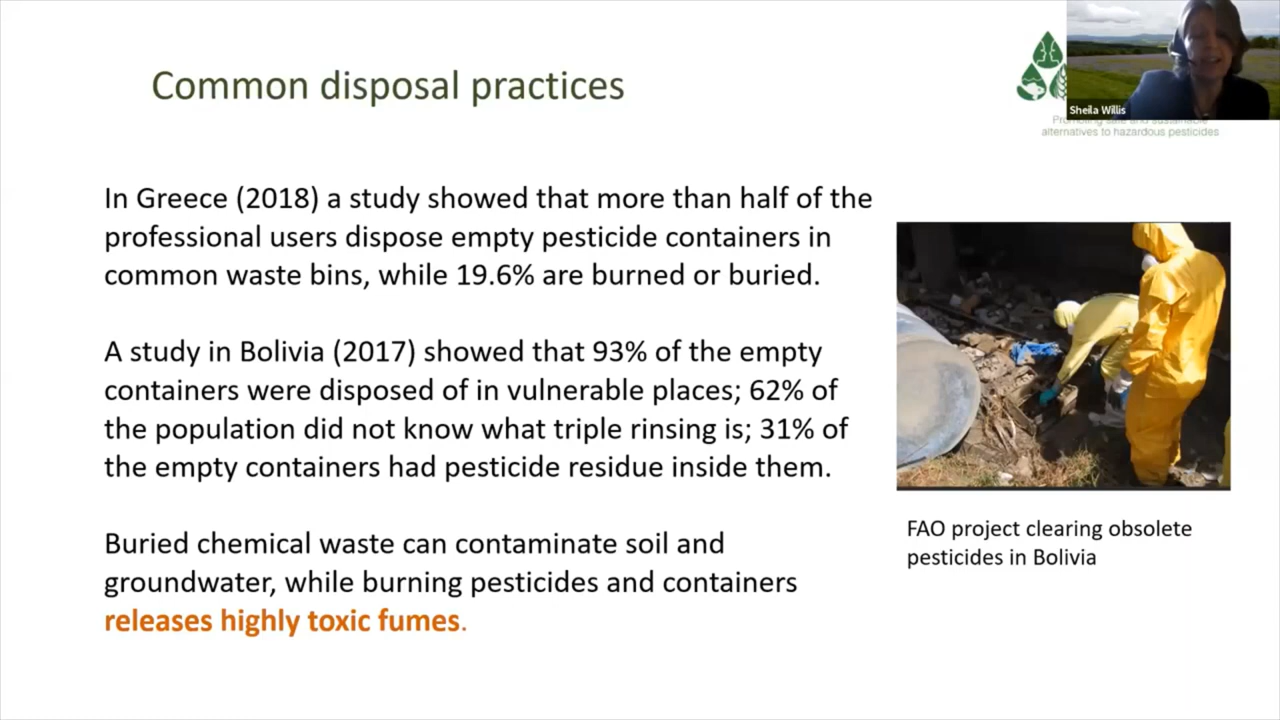 Common disposal practices
Sheila Willis
Promoting safe and sustainable
alternatives to hazardous pesticides
In Greece (2018) a study showed that more than half of the
professional users dispose empty pesticide containers in
common waste bins, while 19.6% are burned or buried.
A study in Bolivia (2017) showed that 93% of the empty
containers were disposed of in vulnerable places; 62% of
the population did not know what triple rinsing is; 31% of
the empty containers had pesticide residue inside them.
Buried chemical waste can contaminate soil and
groundwater, while burning pesticides and containers
releases highly toxic fumes.
FAO project clearing obsolete
pesticides in Bolivia